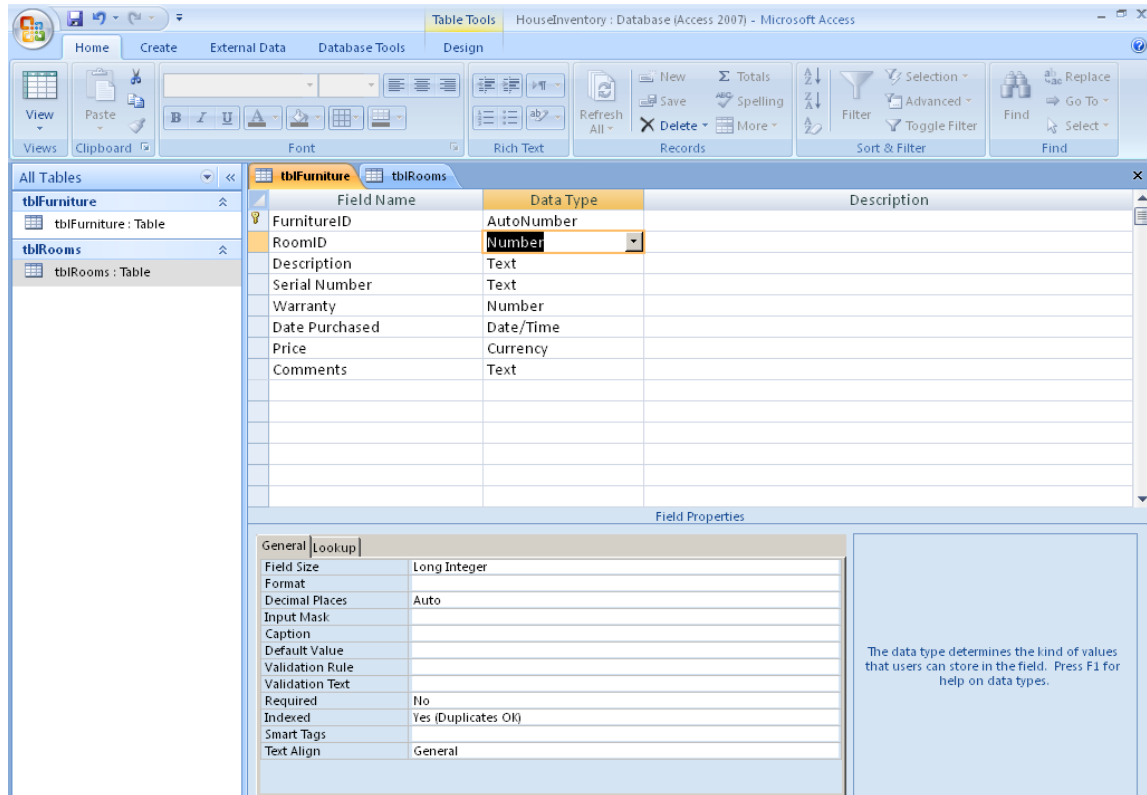 Table Tools HouseInventory : Database (Access 2007) - Microsoft Access
Home Create External Data Database Tools Design
View
Views
Paste
Clipboard
B I U A
Font
Rich Text
Refresh
All
New
Save
Delete
Σ Totals
Spelling
More
Records
Filter
Selection
Advanced
Toggle Filter
Sort & Filter
Find
Replace
Go To
Select
Find
All Tables
tblFurniture
tblFurniture : Table
tblRooms
tblRooms : Table
tblFurniture tblRooms
Field Name Data Type Description
FurnitureID AutoNumber
RoomID Number
Description Text
Serial Number Text
Warranty Number
Date Purchased Date/Time
Price Currency
Comments Text
Field Properties
General Lookup
Field Size Long Integer
Format
Decimal Places Auto
Input Mask
Caption
Default Value
Validation Rule
Validation Text
Required No
Indexed Yes (Duplicates OK)
Smart Tags
Text Align General
The data type determines the kind of values
that users can store in the field. Press F1 for
help on data types.